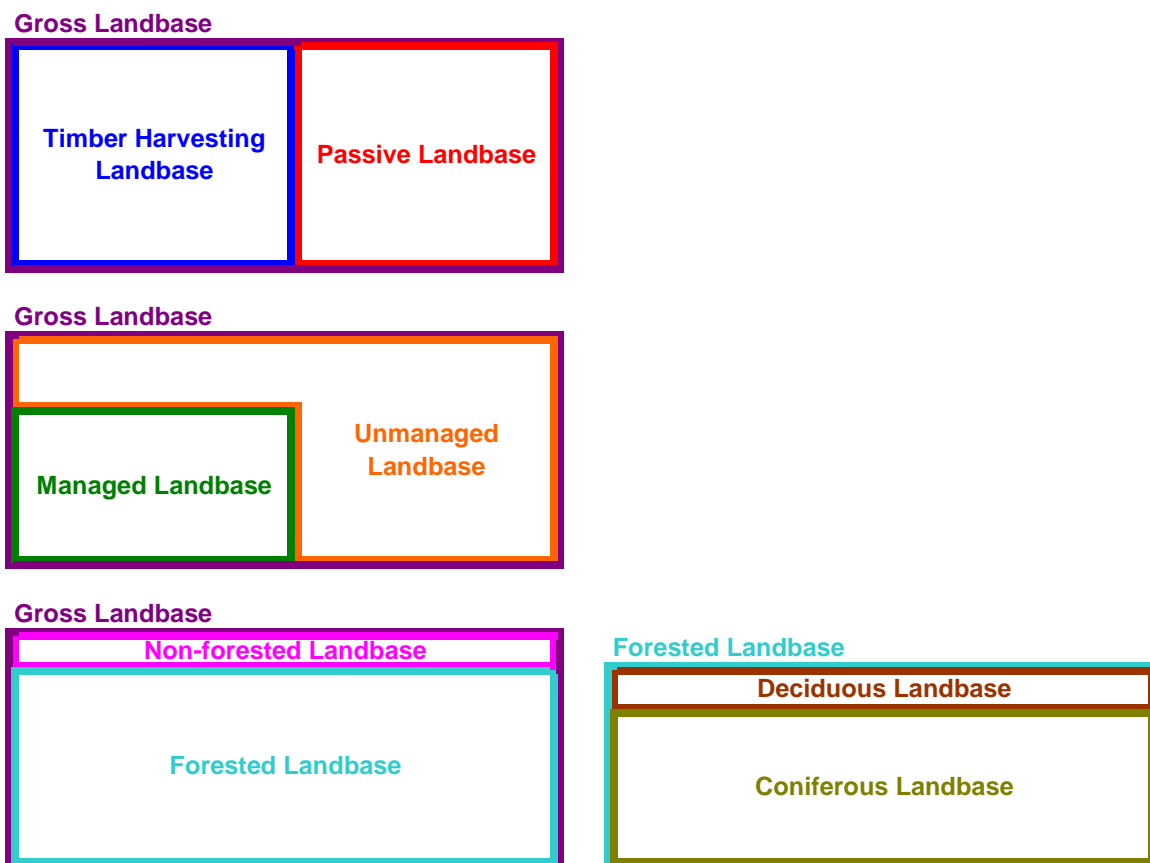 Gross Landbase
Timber Harvesting
Landbase
Passive Landbase
Gross Landbase
Unmanaged
Landbase
Managed Landbase
Gross Landbase
Non-forested Landbase
Forested Landbase
Forested Landbase
Deciduous Landbase
Coniferous Landbase